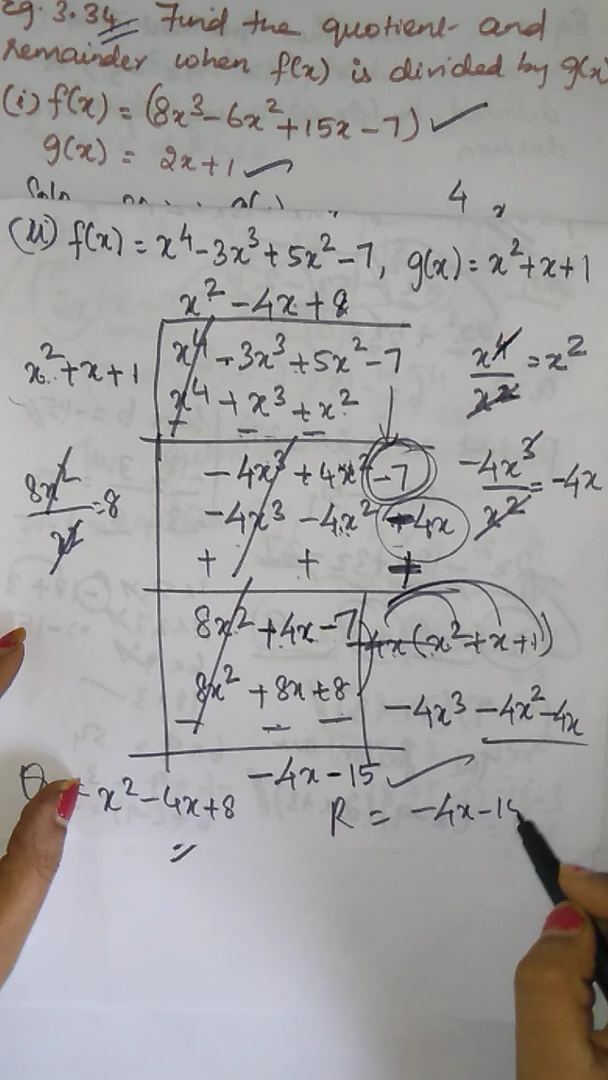 eg. 3.34 Find the quotient and
remainder when f(x) is divided by g(x)
(i) f(x) = (8x³ - 6x² + 15x - 7)
g(x) = 2x + 1
4
(ii) f(x) = x⁴ - 3x³ + 5x² - 7, g(x) = x² + x + 1
x² - 4x + 8
x² + x + 1
x⁴ - 3x³ + 5x² - 7
x⁴/x² = x²
x⁴ + x³ + x²
- - -
- 4x³ + 4x² - 7
-4x³/x² = -4x
8x²/x² = 8
- 4x³ - 4x² - 4x
+ + +
8x² + 4x - 7
-4x(x² + x + 1)
8x² + 8x + 8
- - -
- 4x³ - 4x² - 4x
- 4x - 15
= x² - 4x + 8
R = -4x - 15